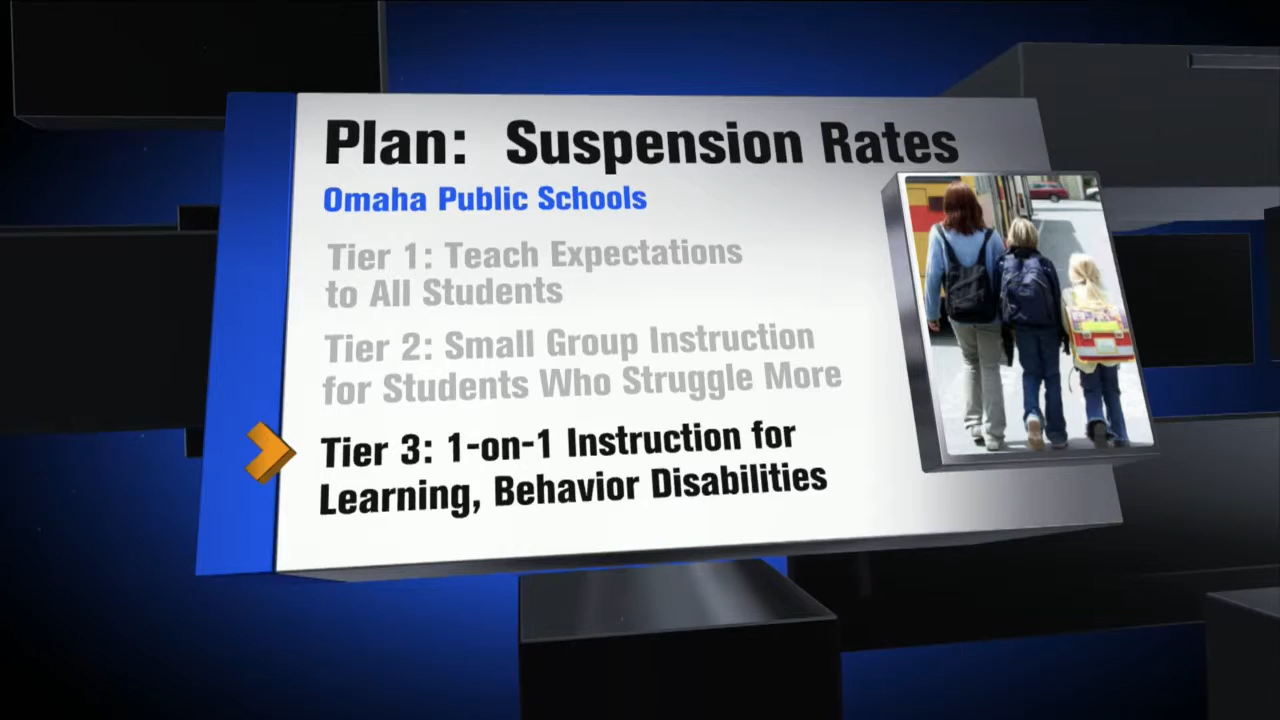 Plan: Suspension Rates
Omaha Public Schools
Tier 1: Teach Expectations
to All Students
Tier 2: Small Group Instruction
for Students Who Struggle More
Tier 3: 1-on-1 Instruction for
Learning, Behavior Disabilities